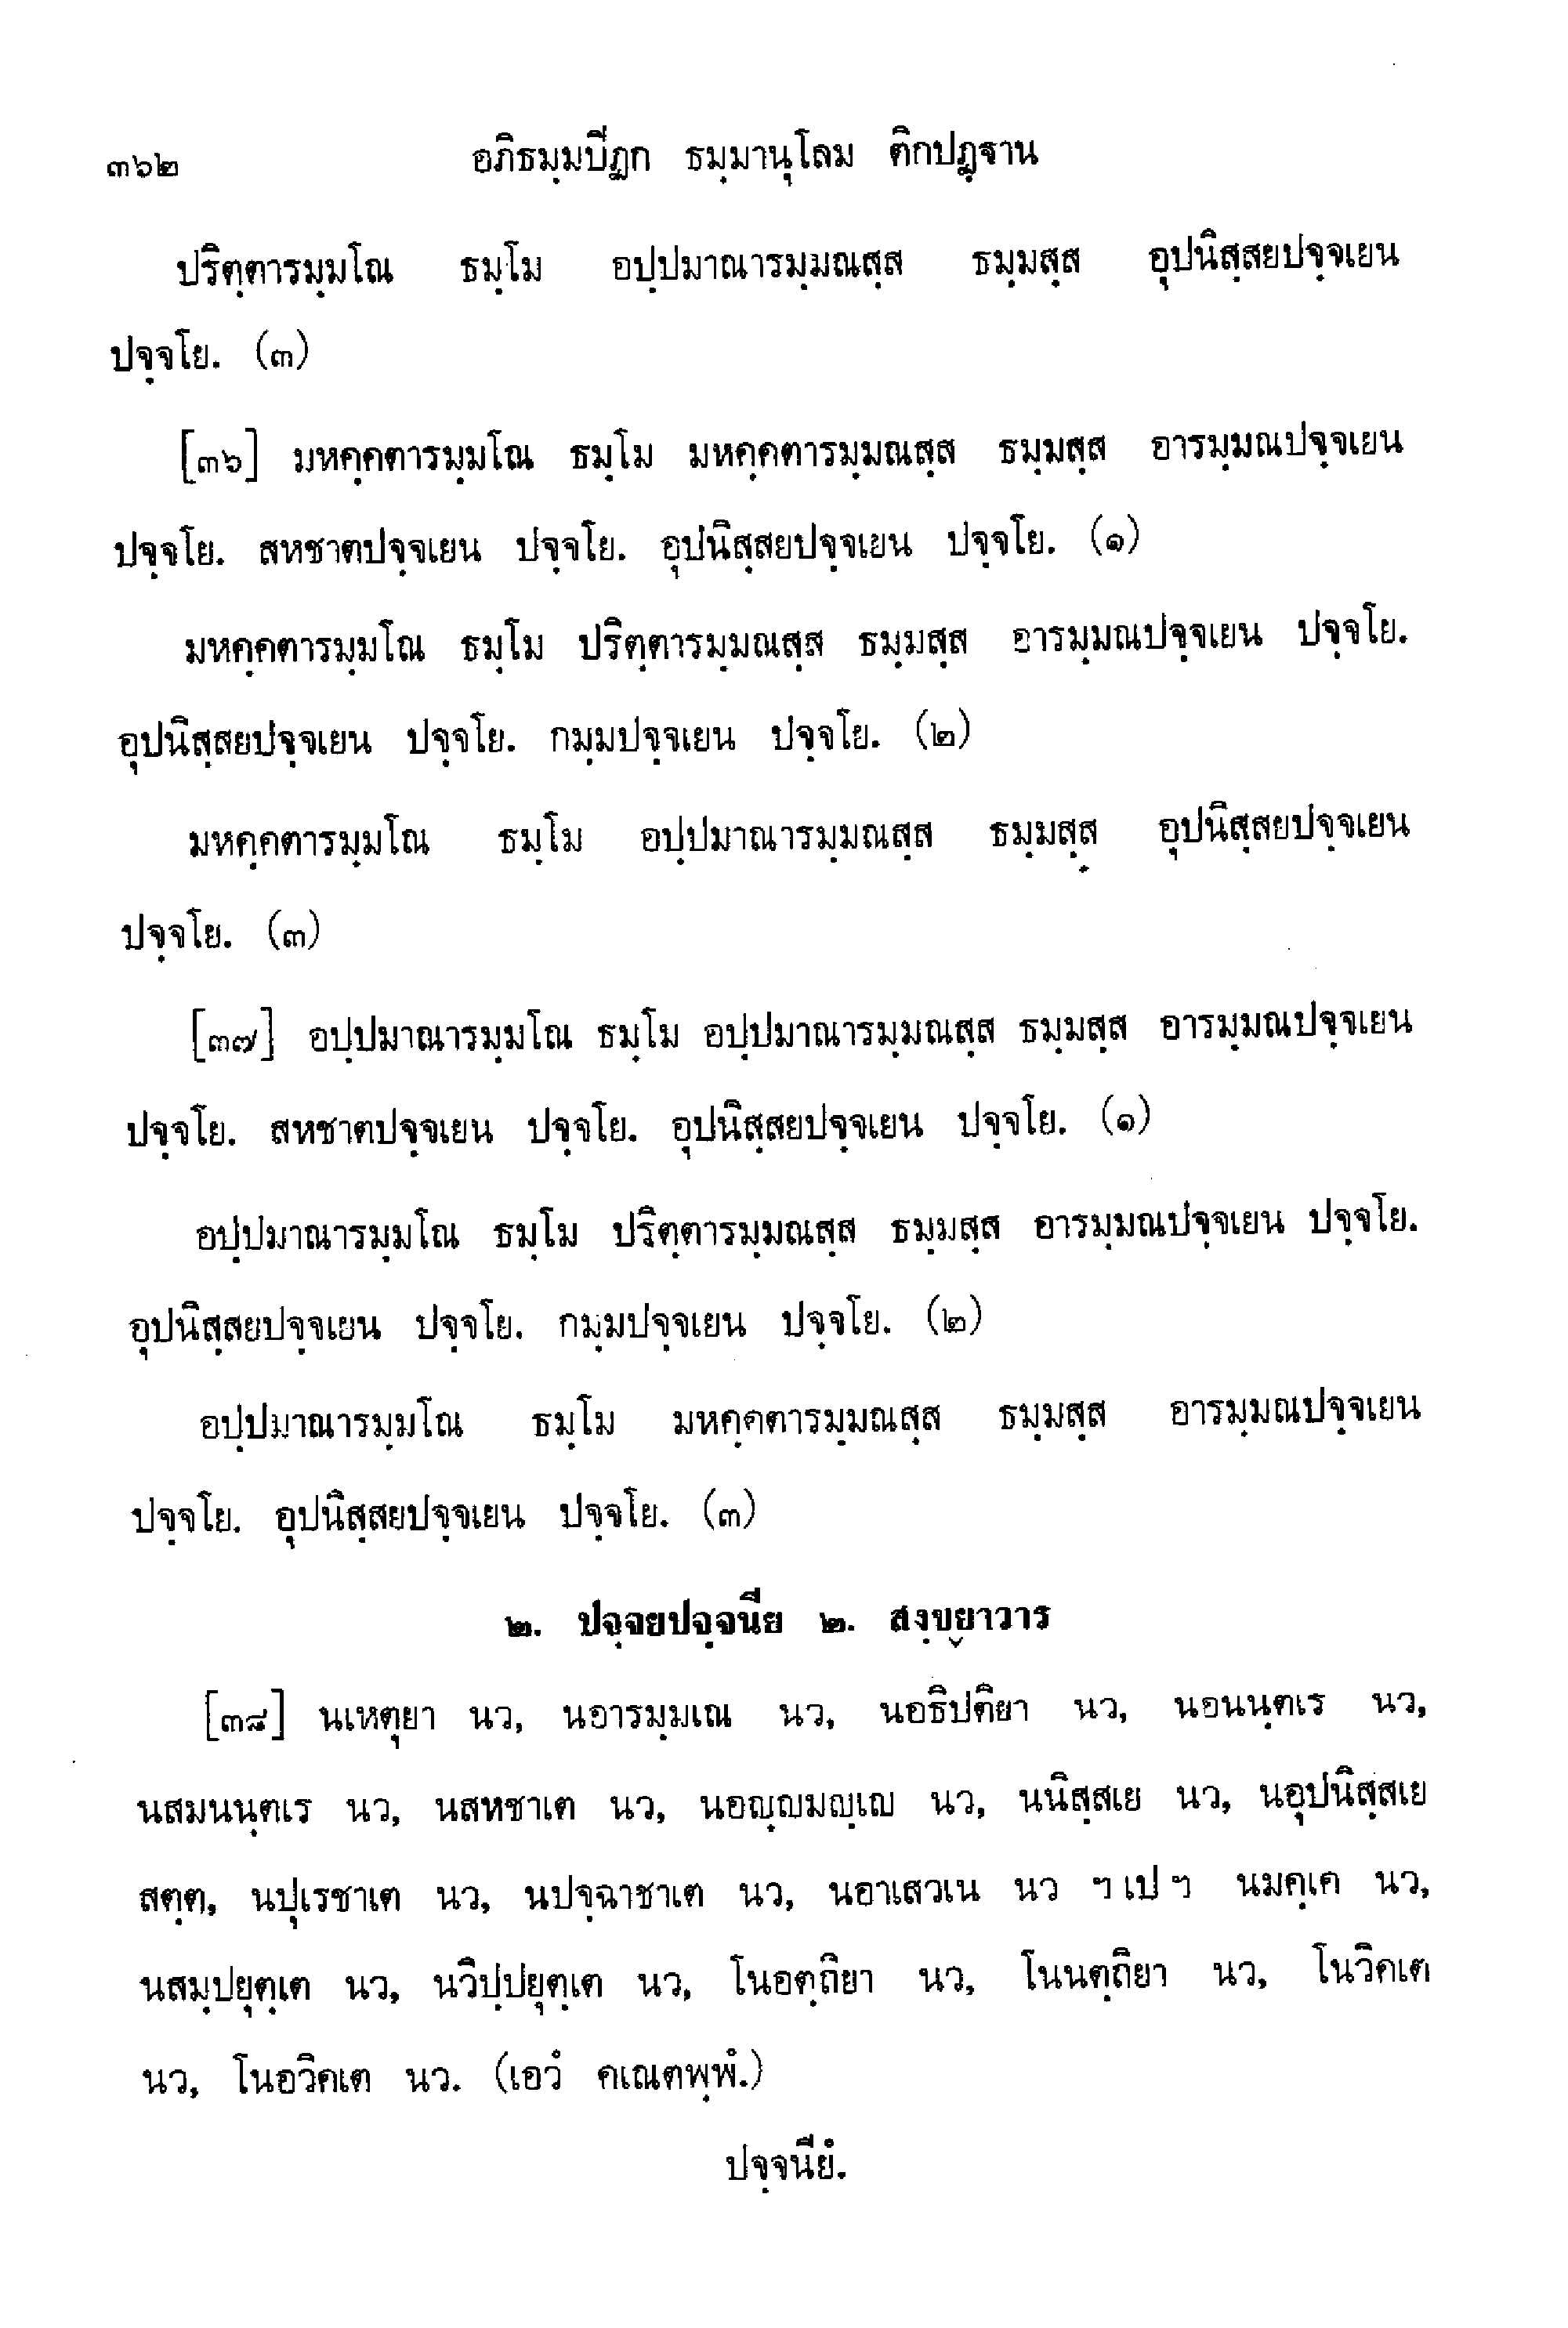 ๓๖๒ อภิธมฺมปีฏก ธมฺมานุโลม ติกปฏฺฐาน
ปริตฺตารมฺมโณ ธมฺโม อปฺปมาณารมฺมณสฺส ธมฺมสฺส อุปนิสฺสยปจฺจเยน
ปจฺจโย. (๓)
[๓๖] มหคฺคตารมฺมโณ ธมฺโม มหคฺคตารมฺมณสฺส ธมฺมสฺส อารมฺมณปจฺจเยน
ปจฺจโย. สหชาตปจฺจเยน ปจฺจโย. อุปนิสฺสยปจฺจเยน ปจฺจโย. (๑)
มหคฺคตารมฺมโณ ธมฺโม ปริตฺตารมฺมณสฺส ธมฺมสฺส อารมฺมณปจฺจเยน ปจฺจโย.
อุปนิสฺสยปจฺจเยน ปจฺจโย. กมฺมปจฺจเยน ปจฺจโย. (๒)
มหคฺคตารมฺมโณ ธมฺโม อปฺปมาณารมฺมณสฺส ธมฺมสฺส อุปนิสฺสยปจฺจเยน
ปจฺจโย. (๓)
[๓๗] อปฺปมาณารมฺมโณ ธมฺโม อปฺปมาณารมฺมณสฺส ธมฺมสฺส อารมฺมณปจฺจเยน
ปจฺจโย. สหชาตปจฺจเยน ปจฺจโย. อุปนิสฺสยปจฺจเยน ปจฺจโย. (๑)
อปฺปมาณารมฺมโณ ธมฺโม ปริตฺตารมฺมณสฺส ธมฺมสฺส อารมฺมณปจฺจเยน ปจฺจโย.
อุปนิสฺสยปจฺจเยน ปจฺจโย. กมฺมปจฺจเยน ปจฺจโย. (๒)
อปฺปมาณารมฺมโณ ธมฺโม มหคฺคตารมฺมณสฺส ธมฺมสฺส อารมฺมณปจฺจเยน
ปจฺจโย. อุปนิสฺสยปจฺจเยน ปจฺจโย. (๓)
๒. ปจฺจยปจฺจนีย ๒. สงฺขฺยาวาร
[๓๘] นเหตุยา นว, นอารมฺมเณ นว, นอธิปติยา นว, นอนนฺตเร นว,
นสมนนฺตเร นว, นสหชาเต นว, นอญฺญมญฺเญ นว, นนิสฺสเย นว, นอุปนิสฺสเย
สตฺต, นปุเรชาเต นว, นปจฺฉาชาเต นว, นอาเสวเน นว ฯ เป ฯ นมคฺเค นว,
นสมฺปยุตฺเต นว, นวิปฺปยุตฺเต นว, โนอตฺถิยา นว, โนนตฺถิยา นว, โนวิคเต
นว, โนอวิคเต นว. (เอวํ คเณตพฺพํ.)
ปจฺจนียํ.